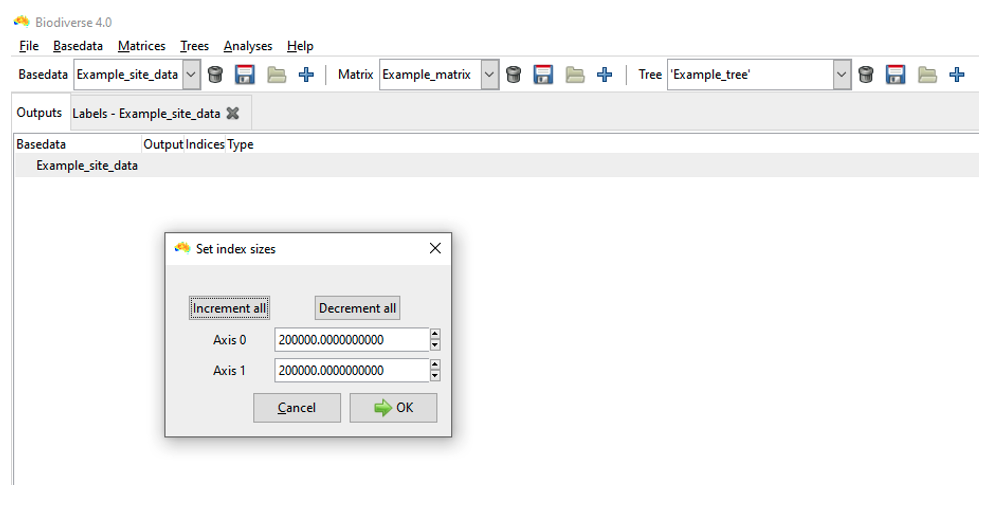 Biodiverse 4.0
File Basedata Matrices Trees Analyses Help
Basedata Example_site_data Matrix Example_matrix Tree 'Example_tree'
Outputs Labels - Example_site_data
Basedata Output Indices Type
Example_site_data
Set index sizes
Increment all Decrement all
Axis 0 200000.0000000000
Axis 1 200000.0000000000
Cancel OK